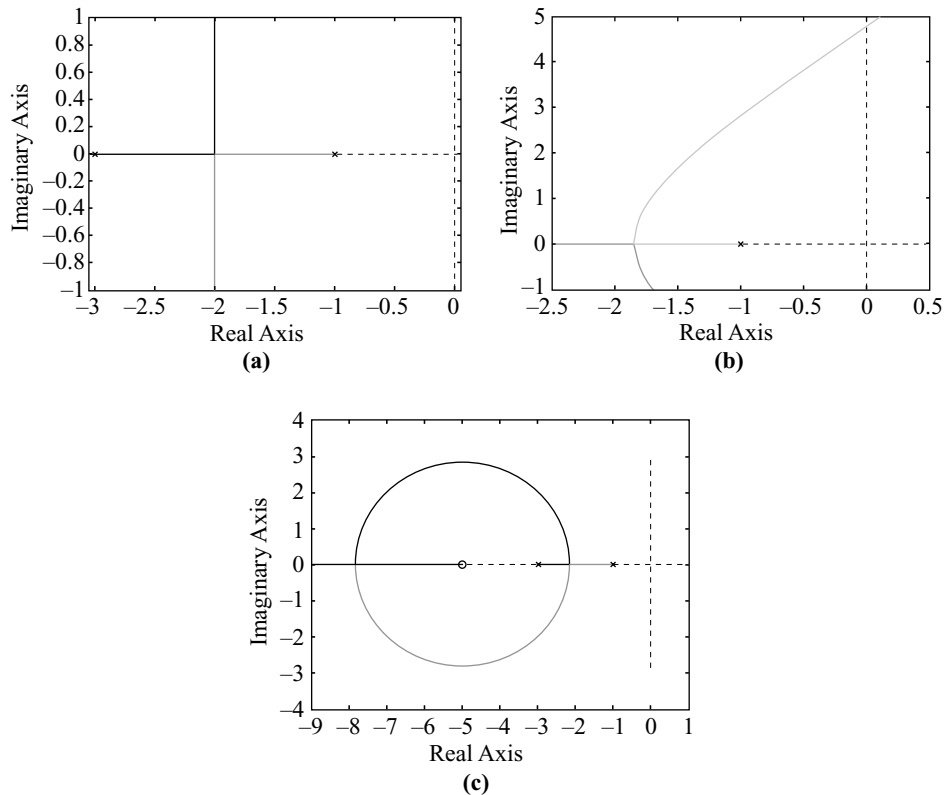 1
0.8
0.6
0.4
0.2
0
–0.2
–0.4
–0.6
–0.8
–1
Imaginary Axis
–3 –2.5 –2 –1.5 –1 –0.5 0
Real Axis
(a)
5
4
3
2
1
0
–1
Imaginary Axis
–2.5 –2 –1.5 –1 –0.5 0 0.5
Real Axis
(b)
4
3
2
1
0
–1
–2
–3
–4
Imaginary Axis
–9 –8 –7 –6 –5 –4 –3 –2 –1 0 1
Real Axis
(c)